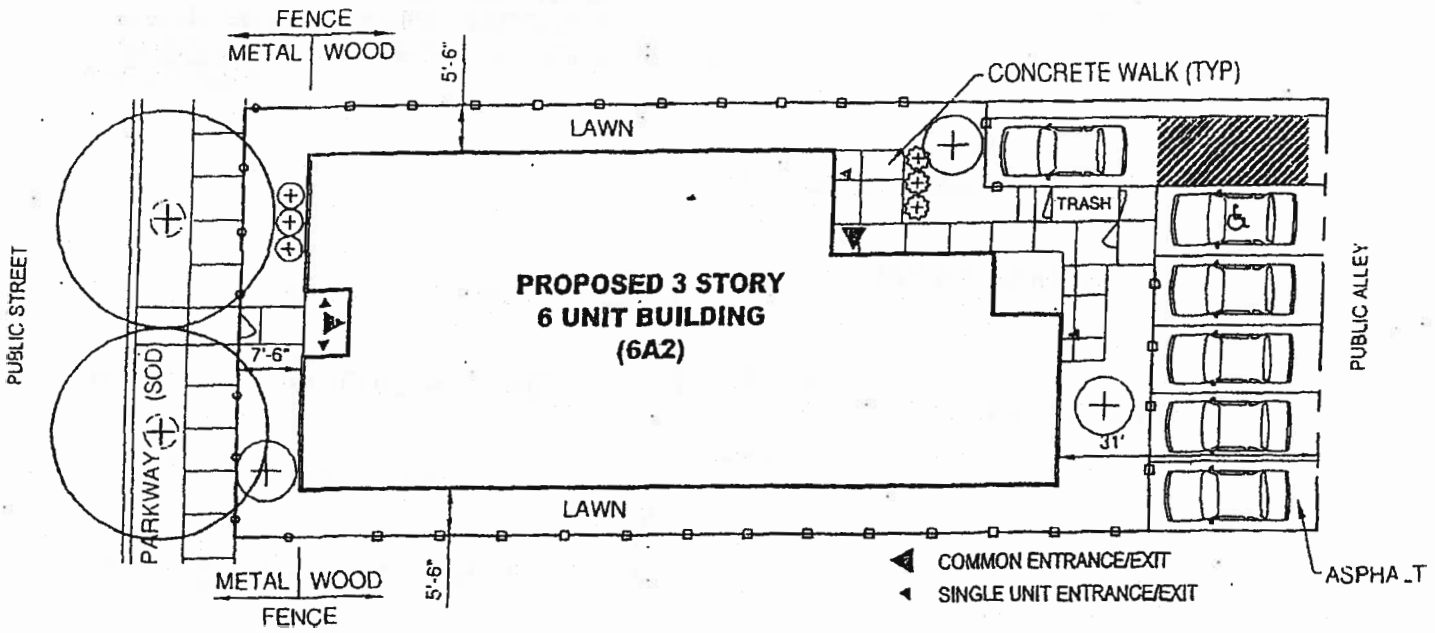 FENCE
METAL WOOD
5'-6"
CONCRETE WALK (TYP)
LAWN
TRASH
PUBLIC STREET
PROPOSED 3 STORY
6 UNIT BUILDING
(6A2)
PUBLIC ALLEY
7'-6"
PARKWAY (SOD)
31'
LAWN
METAL WOOD
FENCE
5'-6"
COMMON ENTRANCE/EXIT
SINGLE UNIT ENTRANCE/EXIT
ASPHA_T